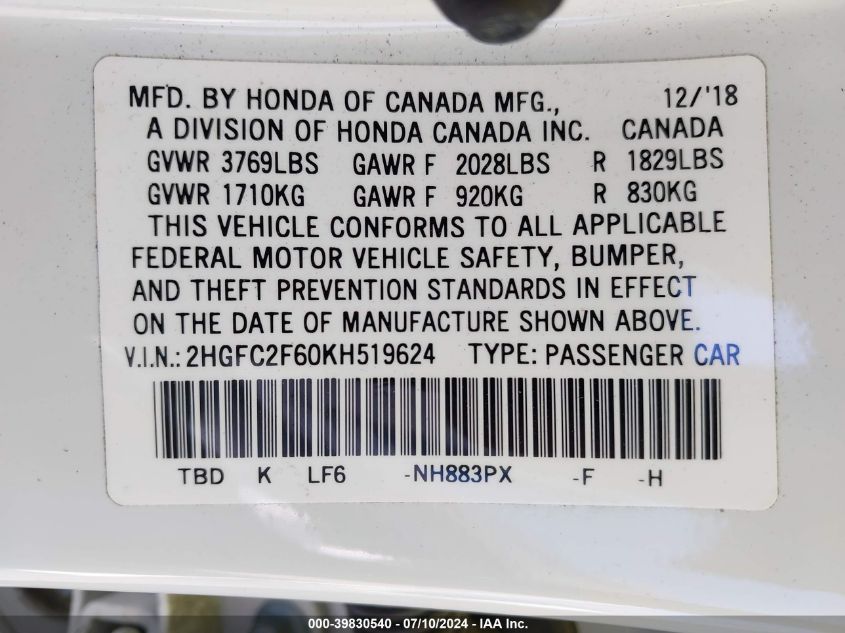 MFD. BY HONDA OF CANADA MFG., 12/'18
A DIVISION OF HONDA CANADA INC. CANADA
GVWR 3769LBS GAWR F 2028LBS R 1829LBS
GVWR 1710KG GAWR F 920KG R 830KG
THIS VEHICLE CONFORMS TO ALL APPLICABLE
FEDERAL MOTOR VEHICLE SAFETY, BUMPER,
AND THEFT PREVENTION STANDARDS IN EFFECT
ON THE DATE OF MANUFACTURE SHOWN ABOVE.
V.I.N.: 2HGFC2F60KH519624 TYPE: PASSENGER CAR
TBD K LF6 -NH883PX -F -H
000-39830540 - 07/10/2024 - IAA Inc.